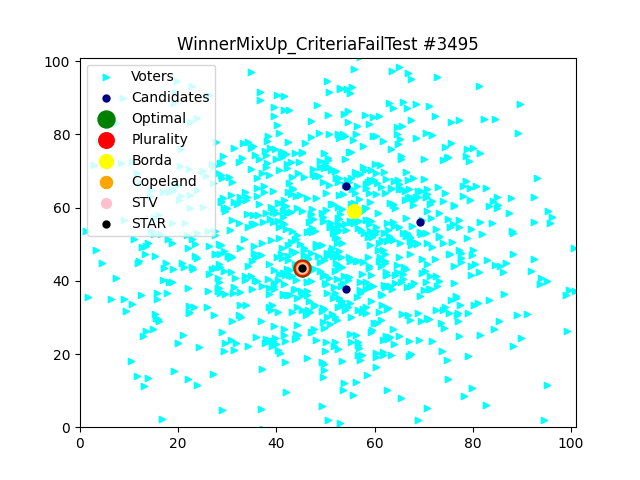 WinnerMixUp_CriteriaFailTest #3495
100
80
60
40
20
0
0 20 40 60 80 100
Voters
Candidates
Optimal
Plurality
Borda
Copeland
STV
STAR